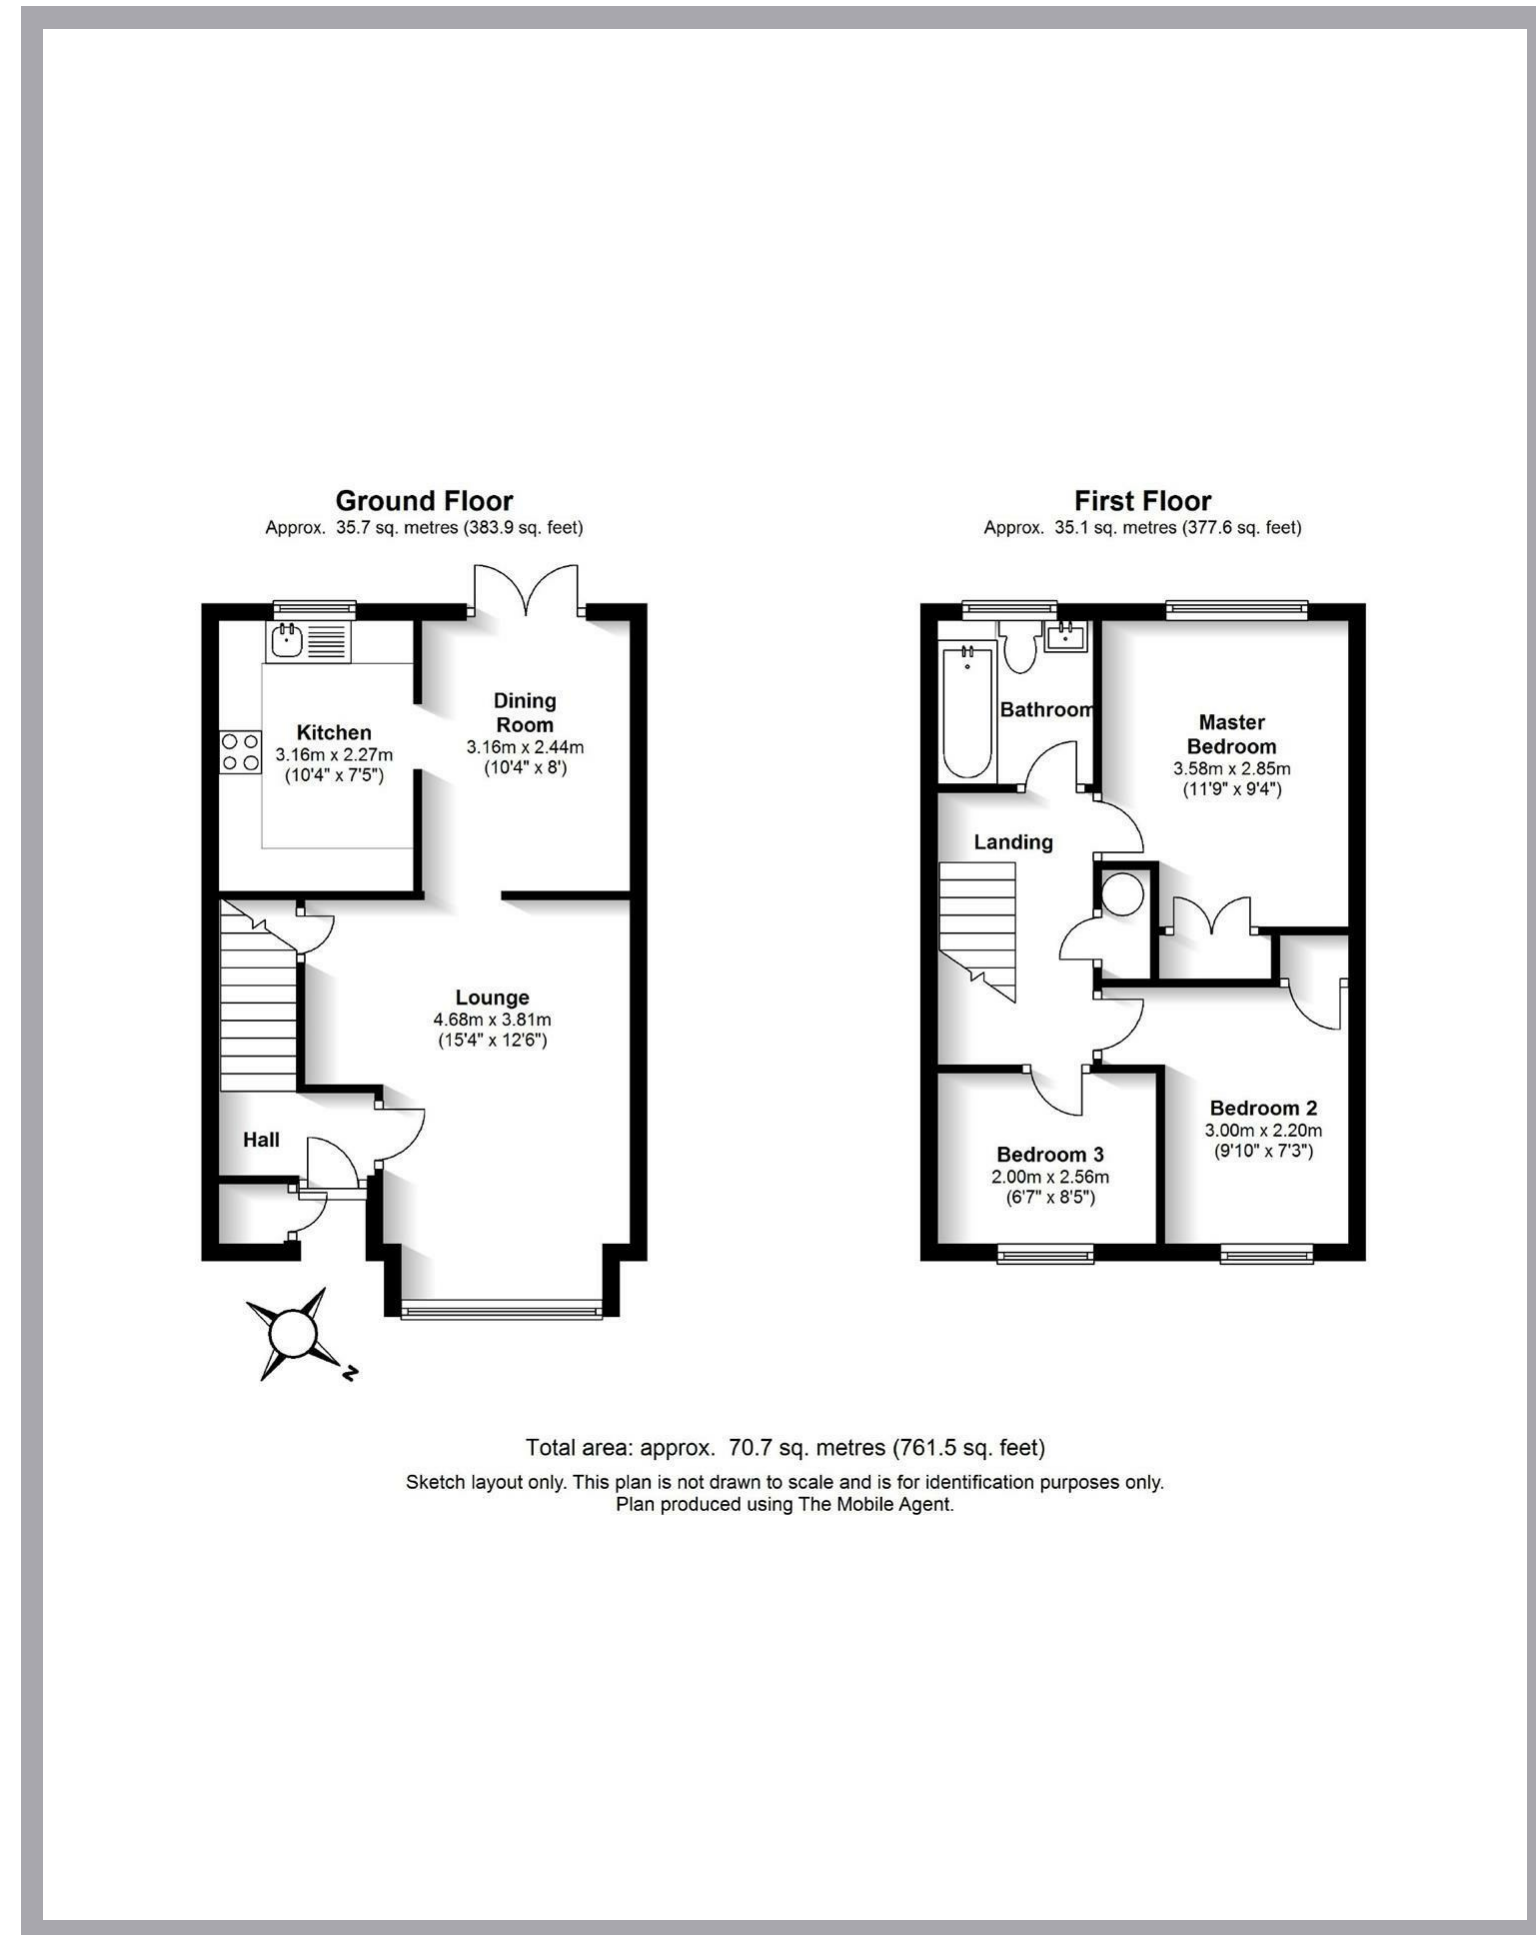 Ground Floor
Approx.  35.7 sq. metres (383.9 sq. feet)
Kitchen
3.16m x 2.27m
(10'4" x 7'5")
Dining
Room
3.16m x 2.44m
(10'4" x 8')
Lounge
4.68m x 3.81m
(15'4" x 12'6")
Hall
N
First Floor
Approx.  35.1 sq. metres (377.6 sq. feet)
Bathroom
Master
Bedroom
3.58m x 2.85m
(11'9" x 9'4")
Landing
Bedroom 2
3.00m x 2.20m
(9'10" x 7'3")
Bedroom 3
2.00m x 2.56m
(6'7" x 8'5")
Total area: approx.  70.7 sq. metres (761.5 sq. feet)
Sketch layout only. This plan is not drawn to scale and is for identification purposes only.
Plan produced using The Mobile Agent.